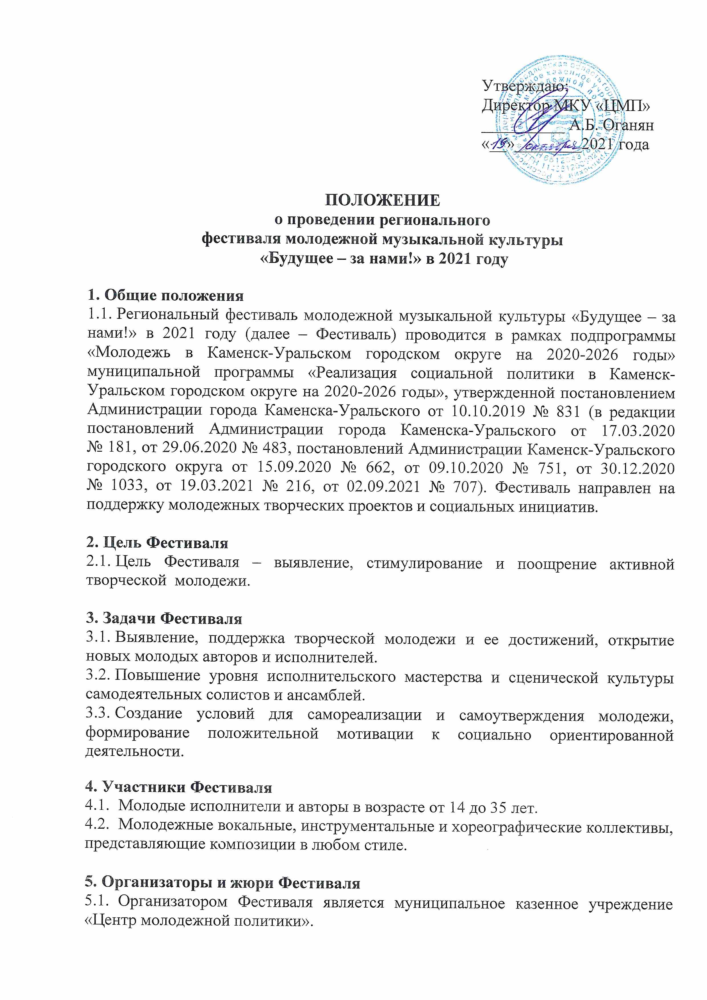 Утверждаю:
Директор МКУ «ЦМП»
____________ А.Б. Оганян
«19» октября 2021 года
ПОЛОЖЕНИЕ
о проведении регионального
фестиваля молодежной музыкальной культуры
«Будущее – за нами!» в 2021 году
1. Общие положения
1.1. Региональный фестиваль молодежной музыкальной культуры «Будущее – за
нами!» в 2021 году (далее – Фестиваль) проводится в рамках подпрограммы
«Молодежь в Каменск-Уральском городском округе на 2020-2026 годы»
муниципальной программы «Реализация социальной политики в Каменск-
Уральском городском округе на 2020-2026 годы», утвержденной постановлением
Администрации города Каменска-Уральского от 10.10.2019 № 831 (в редакции
постановлений Администрации города Каменска-Уральского от 17.03.2020
№ 181, от 29.06.2020 № 483, постановлений Администрации Каменск-Уральского
городского округа от 15.09.2020 № 662, от 09.10.2020 № 751, от 30.12.2020
№ 1033, от 19.03.2021 № 216, от 02.09.2021 № 707). Фестиваль направлен на
поддержку молодежных творческих проектов и социальных инициатив.
2. Цель Фестиваля
2.1. Цель Фестиваля – выявление, стимулирование и поощрение активной
творческой молодежи.
3. Задачи Фестиваля
3.1. Выявление, поддержка творческой молодежи и ее достижений, открытие
новых молодых авторов и исполнителей.
3.2. Повышение уровня исполнительского мастерства и сценической культуры
самодеятельных солистов и ансамблей.
3.3. Создание условий для самореализации и самоутверждения молодежи,
формирование положительной мотивации к социально ориентированной
деятельности.
4. Участники Фестиваля
4.1. Молодые исполнители и авторы в возрасте от 14 до 35 лет.
4.2. Молодежные вокальные, инструментальные и хореографические коллективы,
представляющие композиции в любом стиле.
5. Организаторы и жюри Фестиваля
5.1. Организатором Фестиваля является муниципальное казенное учреждение
«Центр молодежной политики».